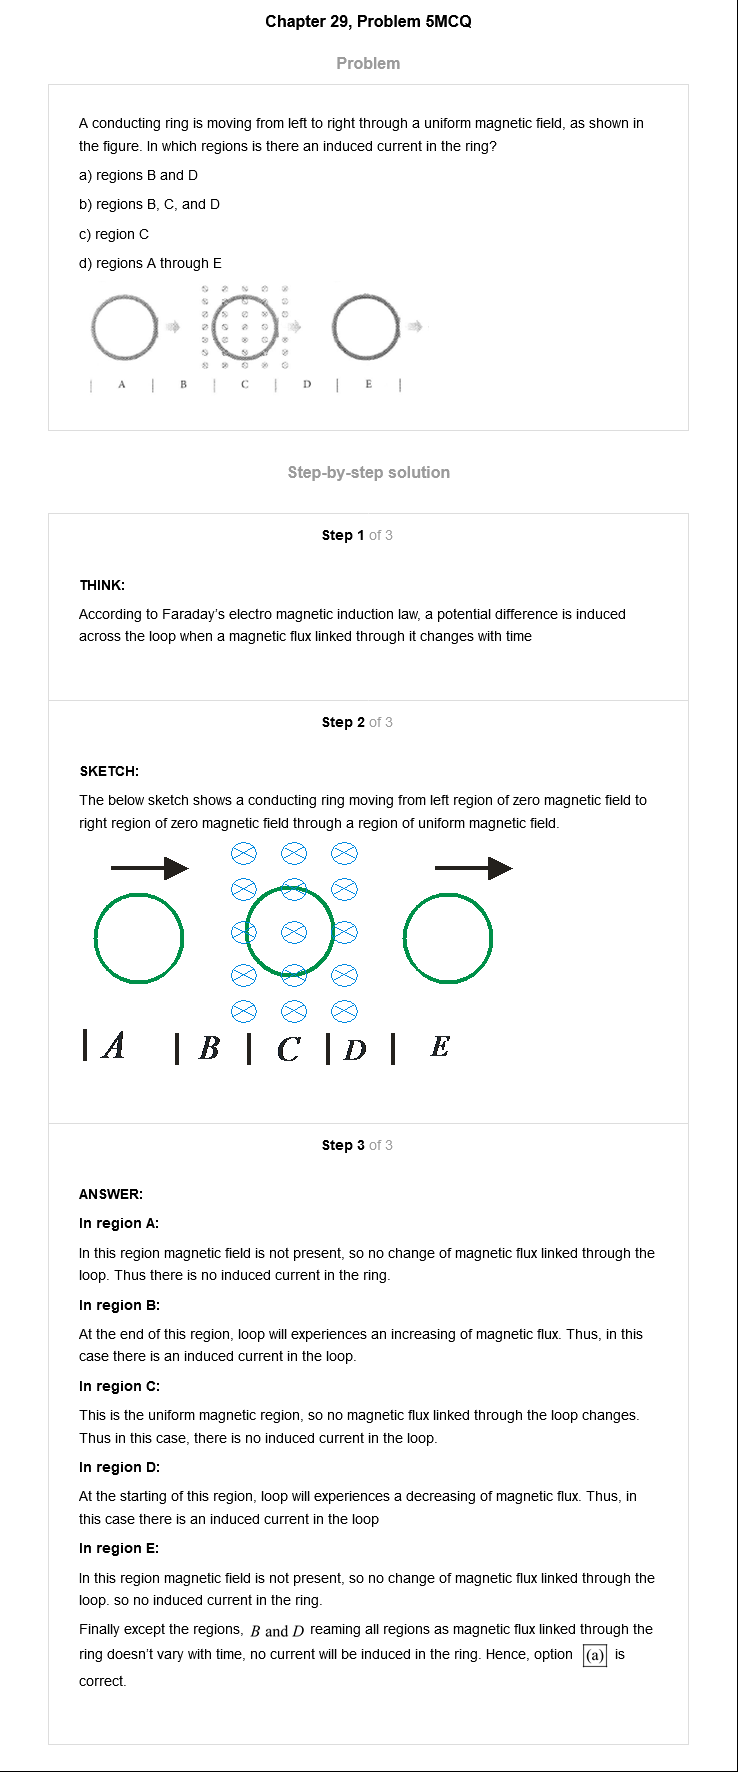 Chapter 29, Problem 5MCQ
Problem
A conducting ring is moving from left to right through a uniform magnetic field, as shown in
the figure. In which regions is there an induced current in the ring?
a) regions B and D
b) regions B, C, and D
c) region C
d) regions A through E
| A | B | C | D | E |
Step-by-step solution
Step 1 of 3
THINK:
According to Faraday's electro magnetic induction law, a potential difference is induced
across the loop when a magnetic flux linked through it changes with time
Step 2 of 3
SKETCH:
The below sketch shows a conducting ring moving from left region of zero magnetic field to
right region of zero magnetic field through a region of uniform magnetic field.
| A | B | C | D | E
Step 3 of 3
ANSWER:
In region A:
In this region magnetic field is not present, so no change of magnetic flux linked through the
loop. Thus there is no induced current in the ring.
In region B:
At the end of this region, loop will experiences an increasing of magnetic flux. Thus, in this
case there is an induced current in the loop.
In region C:
This is the uniform magnetic region, so no magnetic flux linked through the loop changes.
Thus in this case, there is no induced current in the loop.
In region D:
At the starting of this region, loop will experiences a decreasing of magnetic flux. Thus, in
this case there is an induced current in the loop
In region E:
In this region magnetic field is not present, so no change of magnetic flux linked through the
loop. so no induced current in the ring.
Finally except the regions, B and D reaming all regions as magnetic flux linked through the
ring doesn't vary with time, no current will be induced in the ring. Hence, option (a) is
correct.